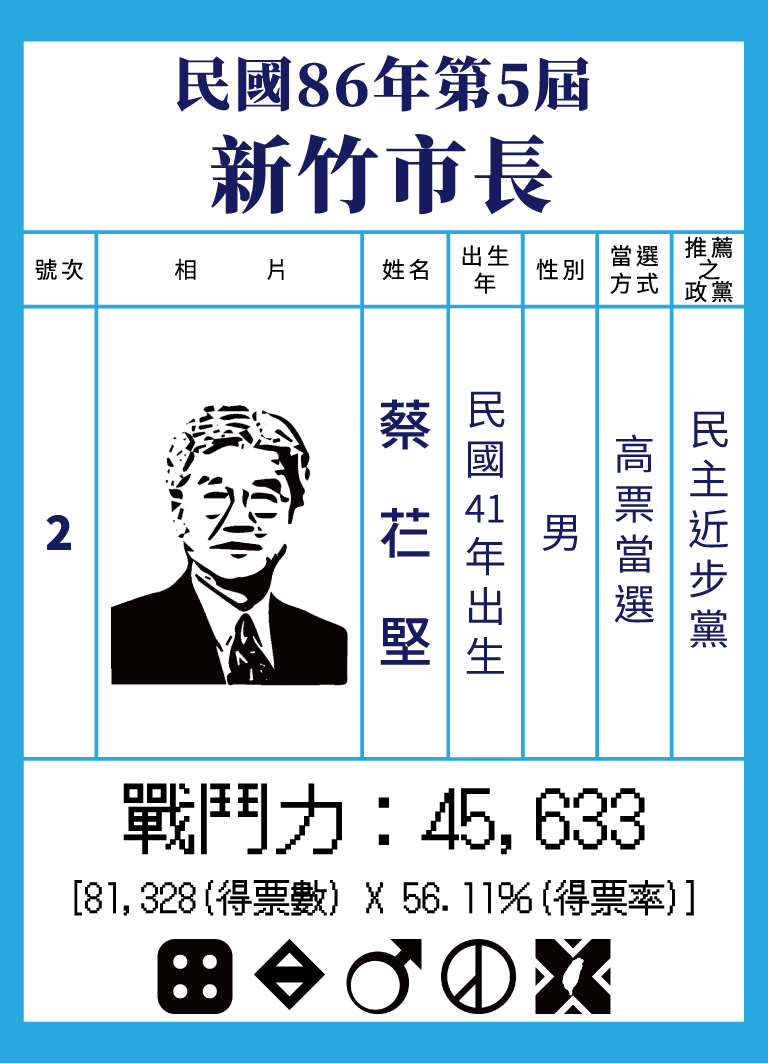 民國86年第5屆
新竹市長
號次
相片
姓名
出生年
性別
當選方式
推薦之政黨
2
蔡芢堅
民國41年出生
男
高票當選
民主近步黨
戰鬥力：45,633
[81,328(得票數) X 56.11%(得票率)]